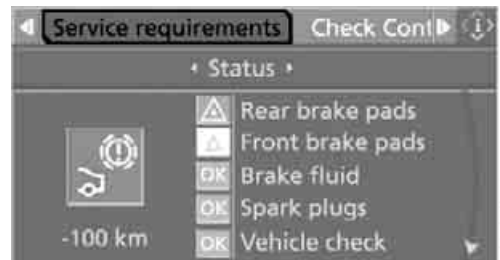 Service requirements Check Cont
Status
Rear brake pads
Front brake pads
OK Brake fluid
OK Spark plugs
-100 km OK Vehicle check